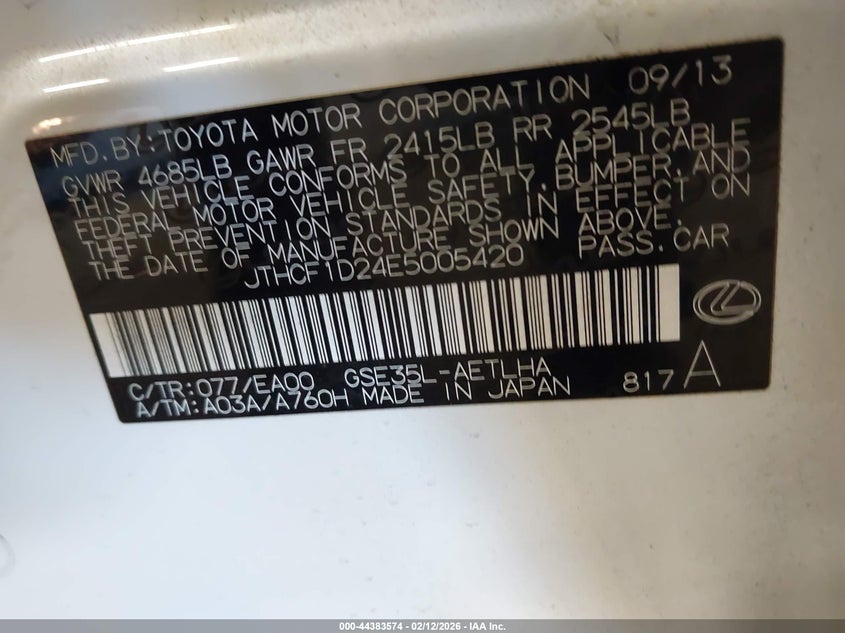 MFD. BY: TOYOTA MOTOR CORPORATION 09/13
GVWR 4685LB GAWR FR 2415LB RR 2545LB
THIS VEHICLE CONFORMS TO ALL APPLICABLE
FEDERAL MOTOR VEHICLE SAFETY, BUMPER, AND
THEFT PREVENTION STANDARDS IN EFFECT ON
THE DATE OF MANUFACTURE SHOWN ABOVE.
JTHCF1D24E5005420 PASS. CAR
C/TR: 077/EA00 GSE35L-AETLHA
A/TM: A03A/A760H MADE IN JAPAN 817 A
000-44383574 — 02/12/2026 — IAA Inc.